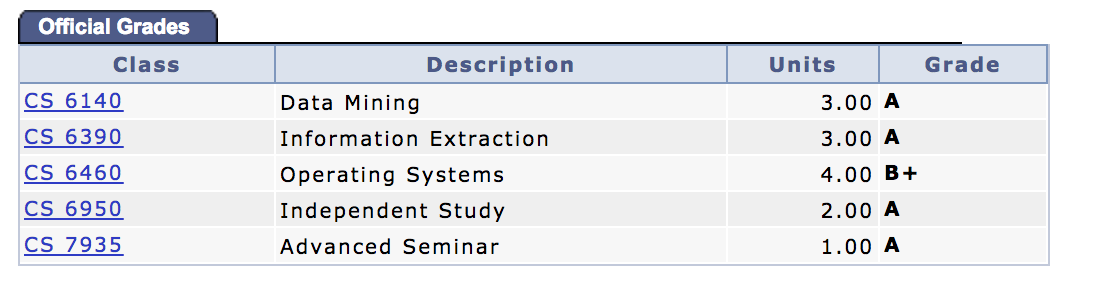 Official Grades
Class Description Units Grade
CS 6140 Data Mining 3.00 A
CS 6390 Information Extraction 3.00 A
CS 6460 Operating Systems 4.00 B+
CS 6950 Independent Study 2.00 A
CS 7935 Advanced Seminar 1.00 A